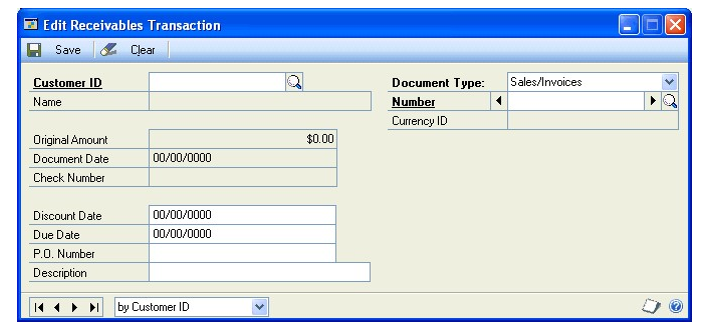 Edit Receivables Transaction
Save Clear
Customer ID Document Type: Sales/Invoices
Name Number
Currency ID
Original Amount $0.00
Document Date 00/00/0000
Check Number
Discount Date 00/00/0000
Due Date 00/00/0000
P.O. Number
Description
by Customer ID